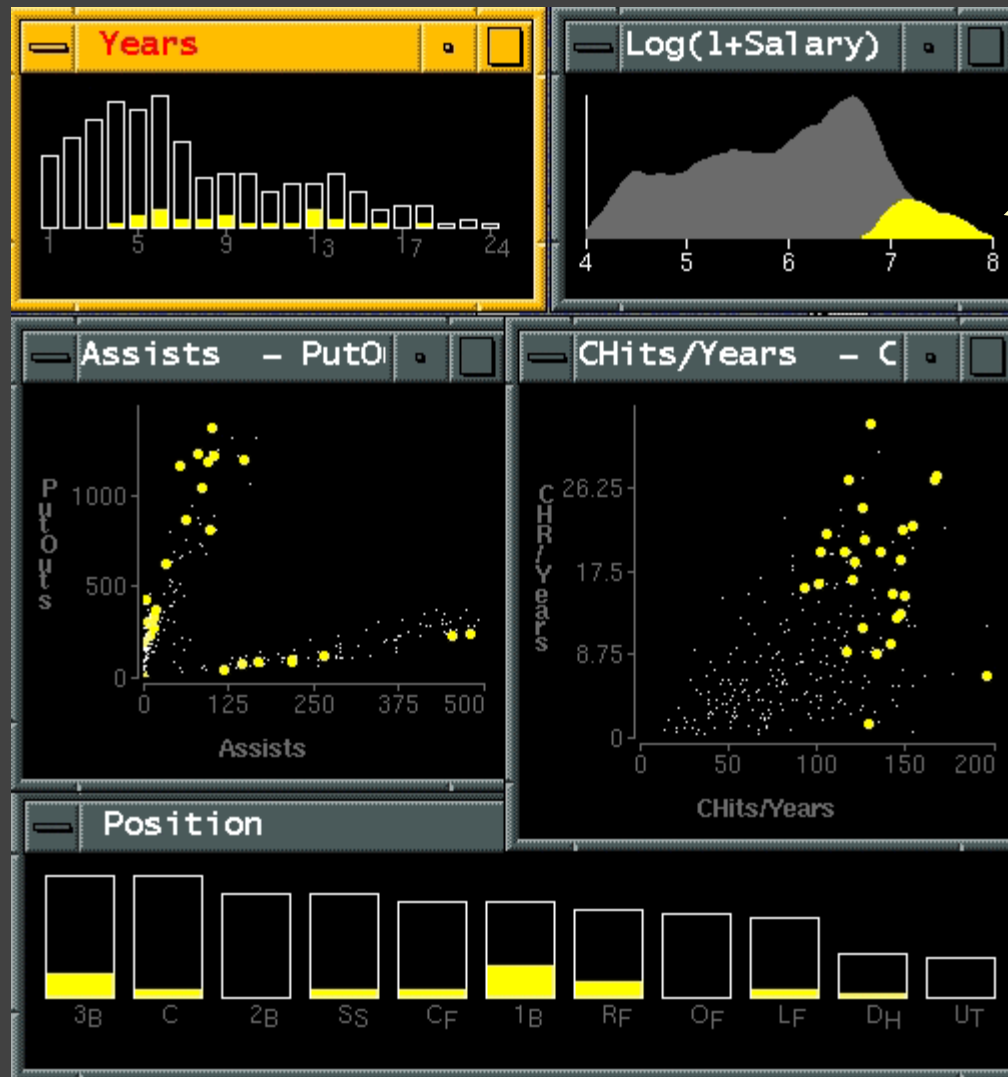 Years
1 5 9 13 17 24
Log(1+Salary)
4 5 6 7 8
Assists - PutO
PutOuts
1000
500
0
0 125 250 375 500
Assists
CHits/Years - C
CHR/Years
26.25
17.5
8.75
0
0 50 100 150 200
CHits/Years
Position
3B C 2B SS CF 1B RF OF LF DH UT